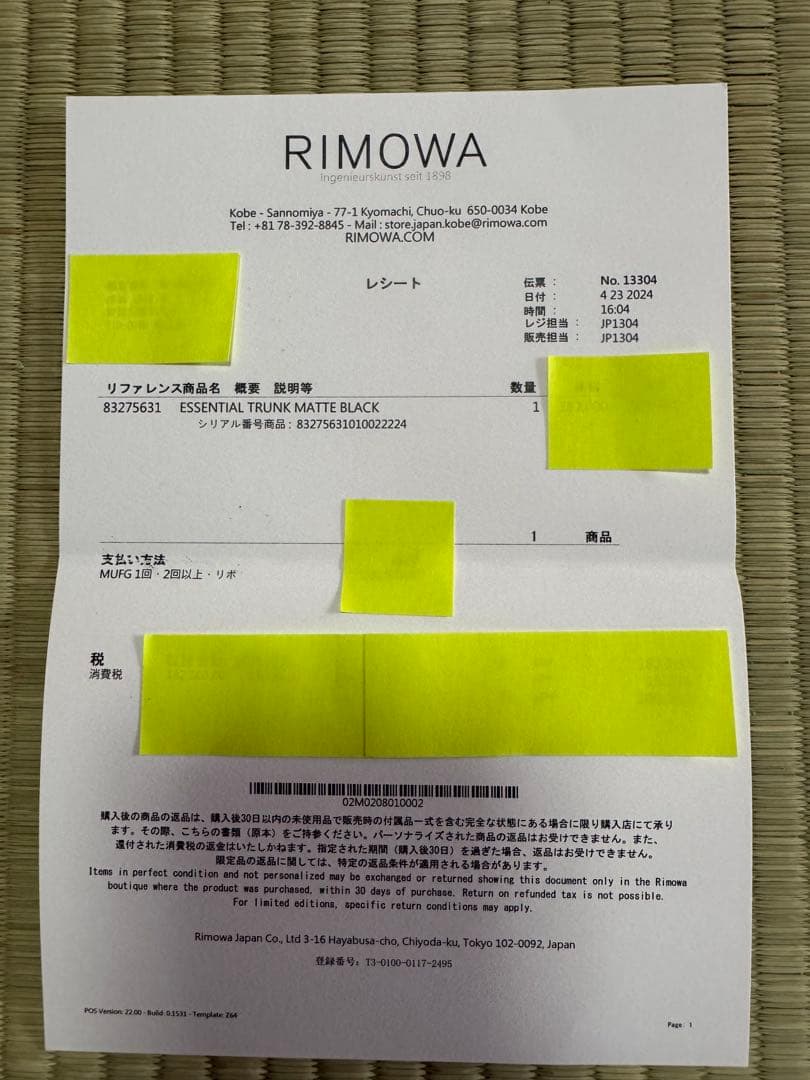 RIMOWA
Ingenieurskunst seit 1898
Kobe - Sannomiya - 77-1 Kyomachi, Chuo-ku 650-0034 Kobe
Tel : +81 78-392-8845 - Mail : store.japan.kobe@rimowa.com
RIMOWA.COM
レシート
伝票 : No. 13304
日付 : 4 23 2024
時間 : 16:04
レジ担当 : JP1304
販売担当 : JP1304
リファレンス商品名 概要 説明等 数量
83275631 ESSENTIAL TRUNK MATTE BLACK 1
シリアル番号商品 : 83275631010022224
1 商品
支払い方法
MUFG 1回・2回以上・リボ
税
消費税
02M0208010002
購入後の商品の返品は、購入後30日以内の未使用品で販売時の付属品一式を含む完全な状態にある場合に限り購入店にて承り
ます。その際、こちらの書類（原本）をご持参ください。パーソナライズされた商品の返品はお受けできません。また、
還付された消費税の返金はいたしかねます。指定された期間（購入後30日）を過ぎた場合、返品はお受けできません。
限定品の返品に関しては、特定の返品条件が適用される場合があります。
Items in perfect condition and not personalized may be exchanged or returned showing this document only in the Rimowa
boutique where the product was purchased, within 30 days of purchase. Return on refunded tax is not possible.
For limited editions, specific return conditions may apply.
Rimowa Japan Co., Ltd 3-16 Hayabusa-cho, Chiyoda-ku, Tokyo 102-0092, Japan
登録番号: T3-0100-0117-2495
POS Version: 22.00 - Build: 0.1531 - Template: Z64
Page: 1